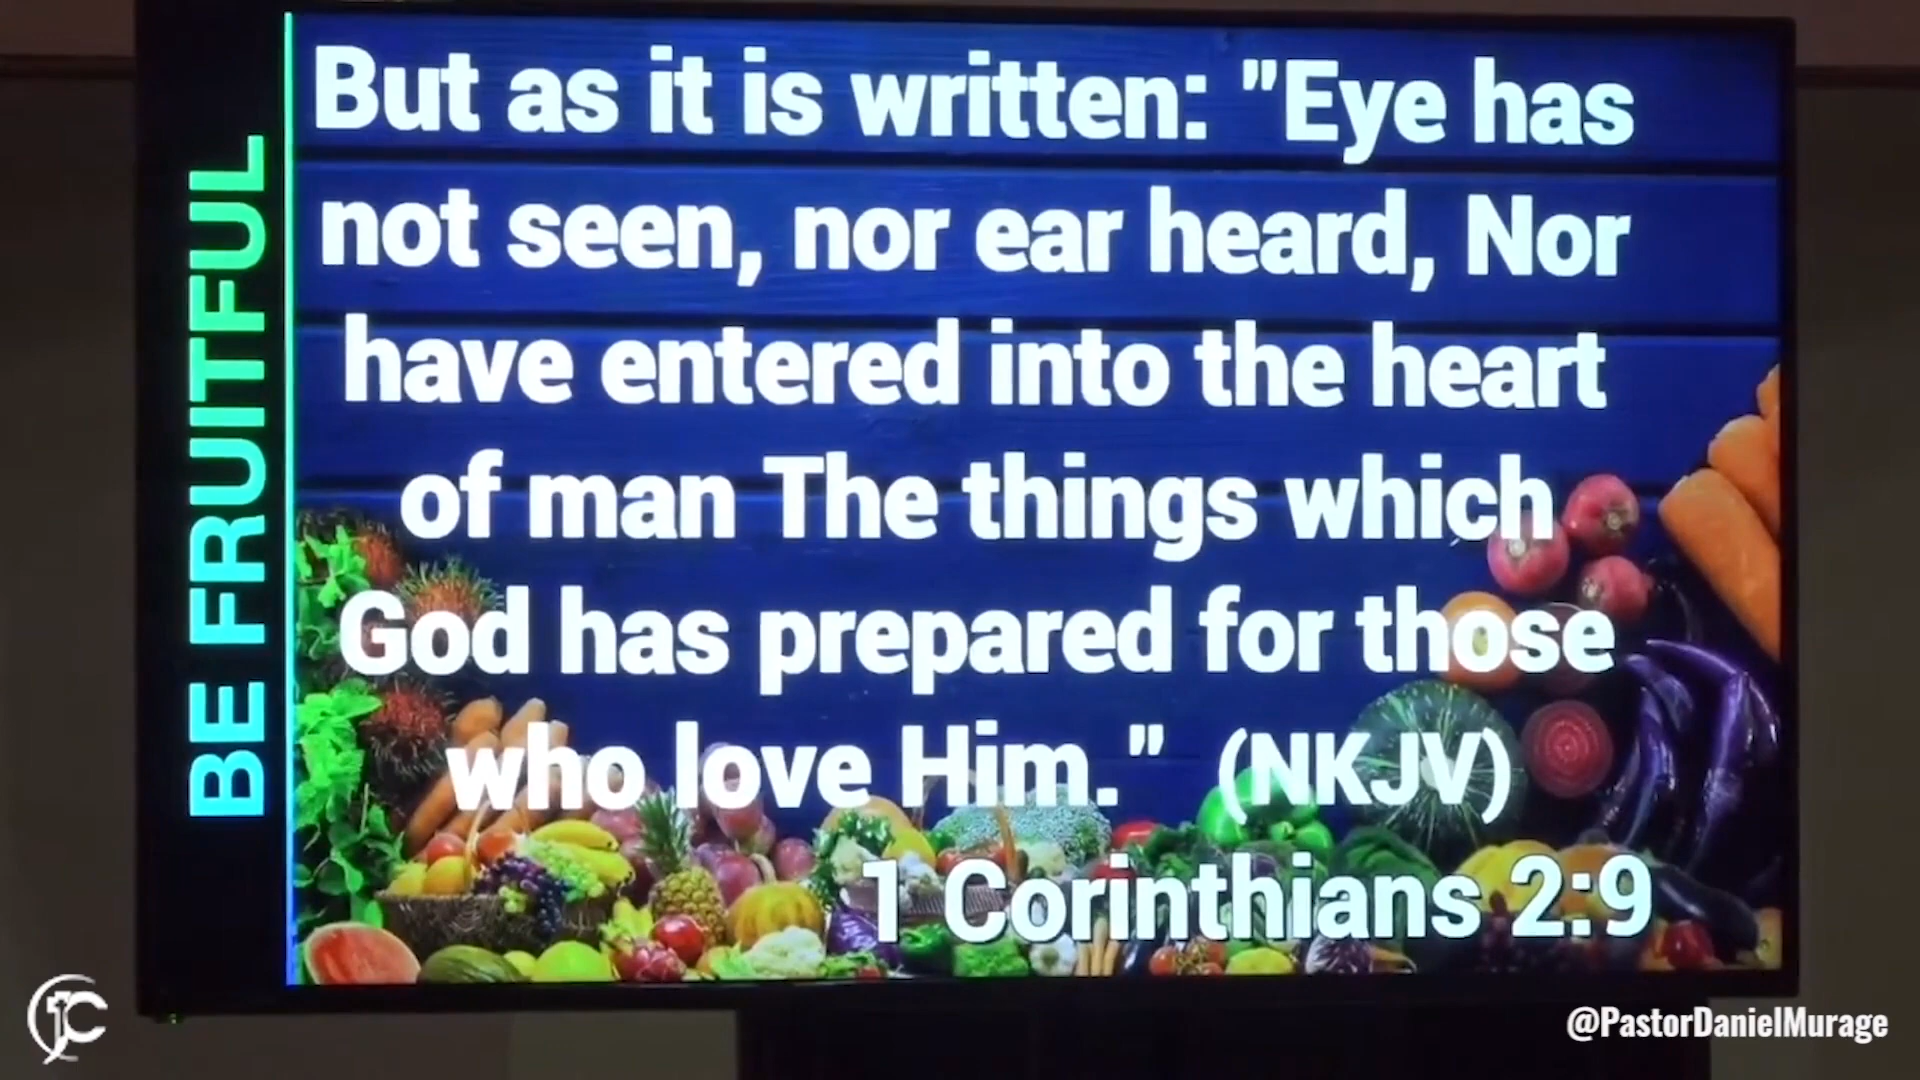 BE FRUITFUL
But as it is written: "Eye has
not seen, nor ear heard, Nor
have entered into the heart
of man The things which
God has prepared for those
who love Him." (NKJV)
1 Corinthians 2:9
@PastorDanielMurage